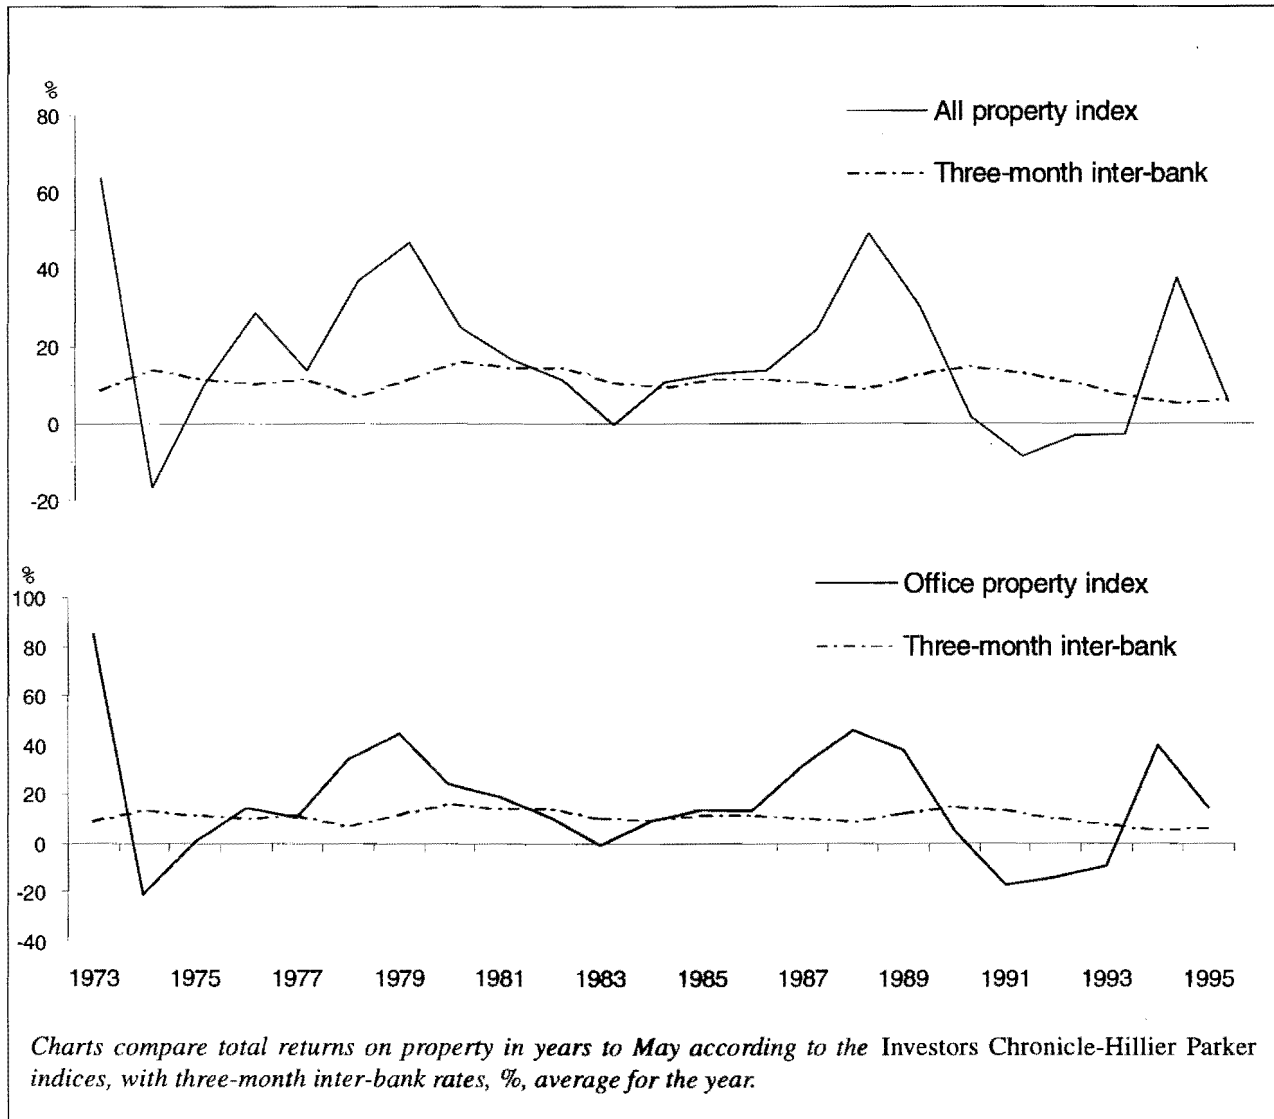 %
80
60
40
20
0
-20
All property index
Three-month inter-bank
%
100
80
60
40
20
0
-20
-40
Office property index
Three-month inter-bank
1973 1975 1977 1979 1981 1983 1985 1987 1989 1991 1993 1995
Charts compare total returns on property in years to May according to the Investors Chronicle-Hillier Parker
indices, with three-month inter-bank rates, %, average for the year.